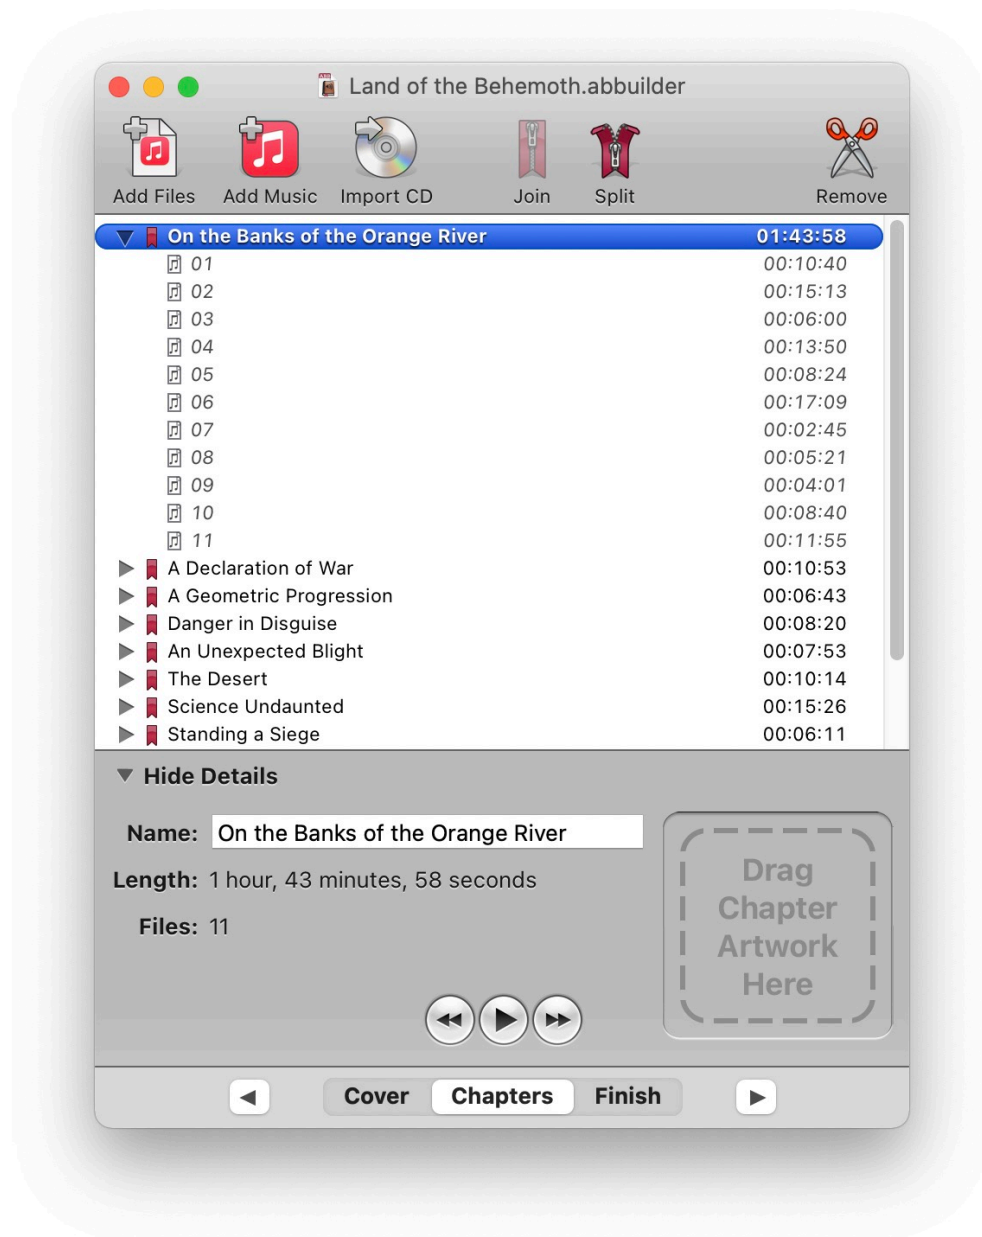 Land of the Behemoth.abbuilder
Add Files Add Music Import CD Join Split Remove
On the Banks of the Orange River 01:43:58
01 00:10:40
02 00:15:13
03 00:06:00
04 00:13:50
05 00:08:24
06 00:17:09
07 00:02:45
08 00:05:21
09 00:04:01
10 00:08:40
11 00:11:55
A Declaration of War 00:10:53
A Geometric Progression 00:06:43
Danger in Disguise 00:08:20
An Unexpected Blight 00:07:53
The Desert 00:10:14
Science Undaunted 00:15:26
Standing a Siege 00:06:11
Hide Details
Name: On the Banks of the Orange River
Length: 1 hour, 43 minutes, 58 seconds
Files: 11
Drag
Chapter
Artwork
Here
Cover Chapters Finish